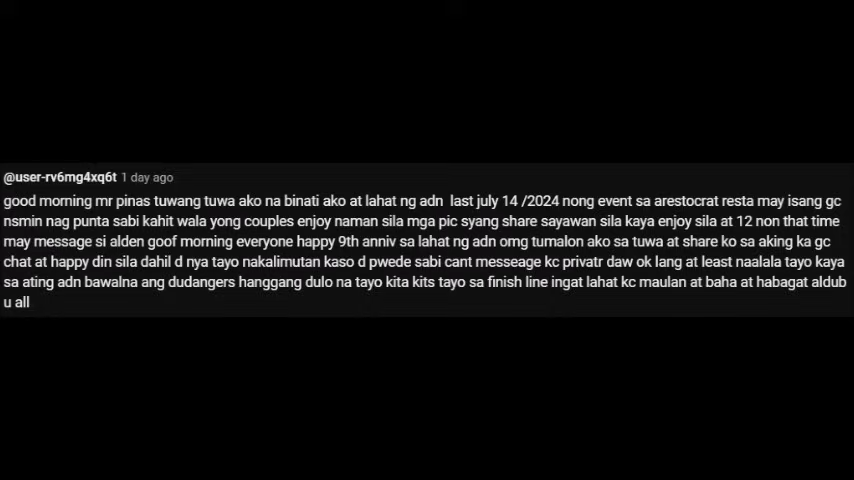 @user-rv6mg4xq6t 1 day ago
good morning mr pinas tuwang tuwa ako na binati ako at lahat ng adn last july 14 /2024 nong event sa arestocrat resta may isang gc
nsmin nag punta sabi kahit wala yong couples enjoy naman sila mga pic syang share sayawan sila kaya enjoy sila at 12 non that time
may message si alden goof morning everyone happy 9th anniv sa lahat ng adn omg tumalon ako sa tuwa at share ko sa aking ka gc
chat at happy din sila dahil d nya tayo nakalimutan kaso d pwede sabi cant messeage kc privatr daw ok lang at least naalala tayo kaya
sa ating adn bawalna ang dudangers hanggang dulo na tayo kita kits tayo sa finish line ingat lahat kc maulan at baha at habagat aldub
u all